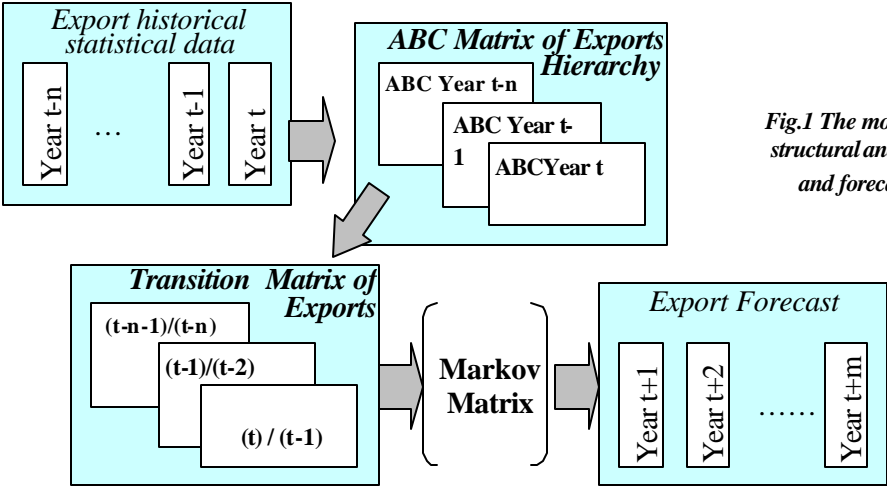 Export historical
statistical data
Year t-n
…
Year t-1
Year t
ABC Matrix of Exports
Hierarchy
ABC Year t-n
ABC Year t-
1
ABCYear t
Fig.1 The mo
structural an
and foreca
Transition Matrix of
Exports
(t-n-1)/(t-n)
(t-1)/(t-2)
(t) / (t-1)
Markov
Matrix
Export Forecast
Year t+1
Year t+2
……
Year t+m